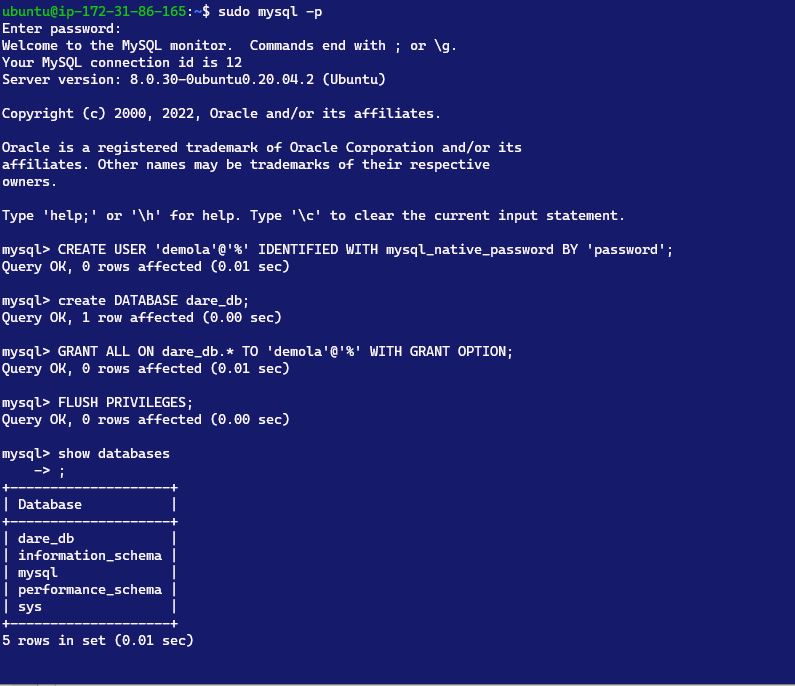 ubuntu@ip-172-31-86-165:~$ sudo mysql -p
Enter password:
Welcome to the MySQL monitor.  Commands end with ; or \g.
Your MySQL connection id is 12
Server version: 8.0.30-0ubuntu0.20.04.2 (Ubuntu)

Copyright (c) 2000, 2022, Oracle and/or its affiliates.

Oracle is a registered trademark of Oracle Corporation and/or its
affiliates. Other names may be trademarks of their respective
owners.

Type 'help;' or '\h' for help. Type '\c' to clear the current input statement.

mysql> CREATE USER 'demola'@'%' IDENTIFIED WITH mysql_native_password BY 'password';
Query OK, 0 rows affected (0.01 sec)

mysql> create DATABASE dare_db;
Query OK, 1 row affected (0.00 sec)

mysql> GRANT ALL ON dare_db.* TO 'demola'@'%' WITH GRANT OPTION;
Query OK, 0 rows affected (0.01 sec)

mysql> FLUSH PRIVILEGES;
Query OK, 0 rows affected (0.00 sec)

mysql> show databases
    -> ;
+--------------------+
| Database           |
+--------------------+
| dare_db            |
| information_schema |
| mysql              |
| performance_schema |
| sys                |
+--------------------+
5 rows in set (0.01 sec)